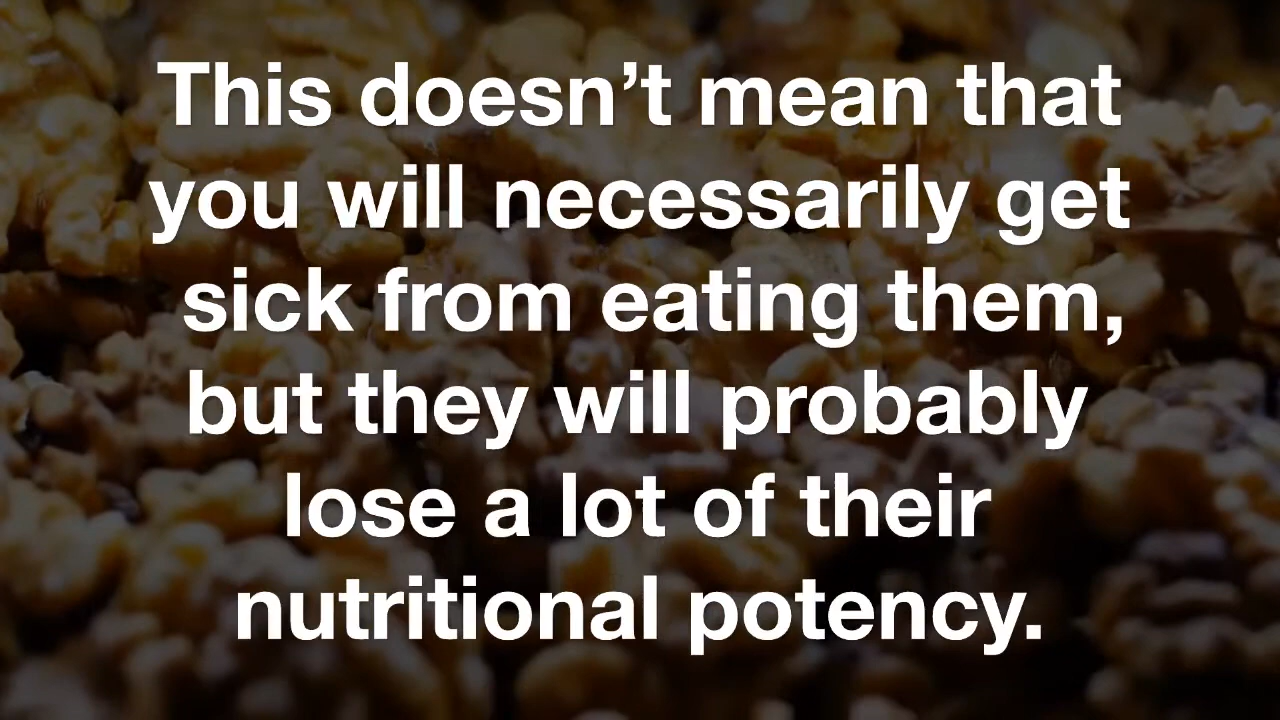 This doesn’t mean that
you will necessarily get
sick from eating them,
but they will probably
lose a lot of their
nutritional potency.